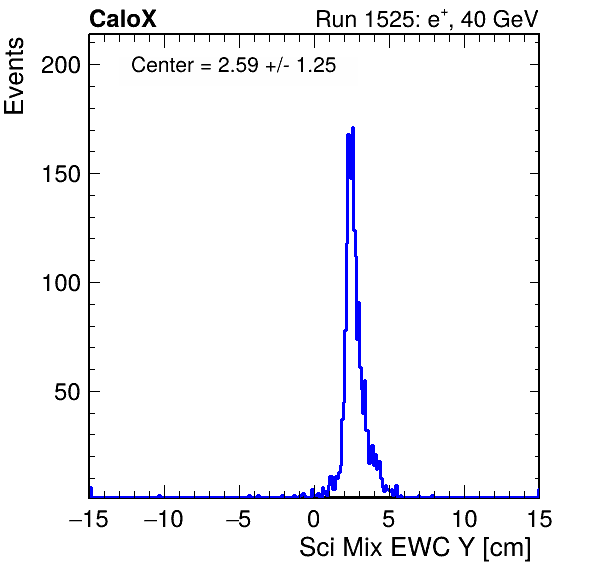 CaloX Run 1525: e⁺, 40 GeV
Center = 2.59 +/- 1.25
Events
200
150
100
50
−15 −10 −5 0 5 10 15
Sci Mix EWC Y [cm]